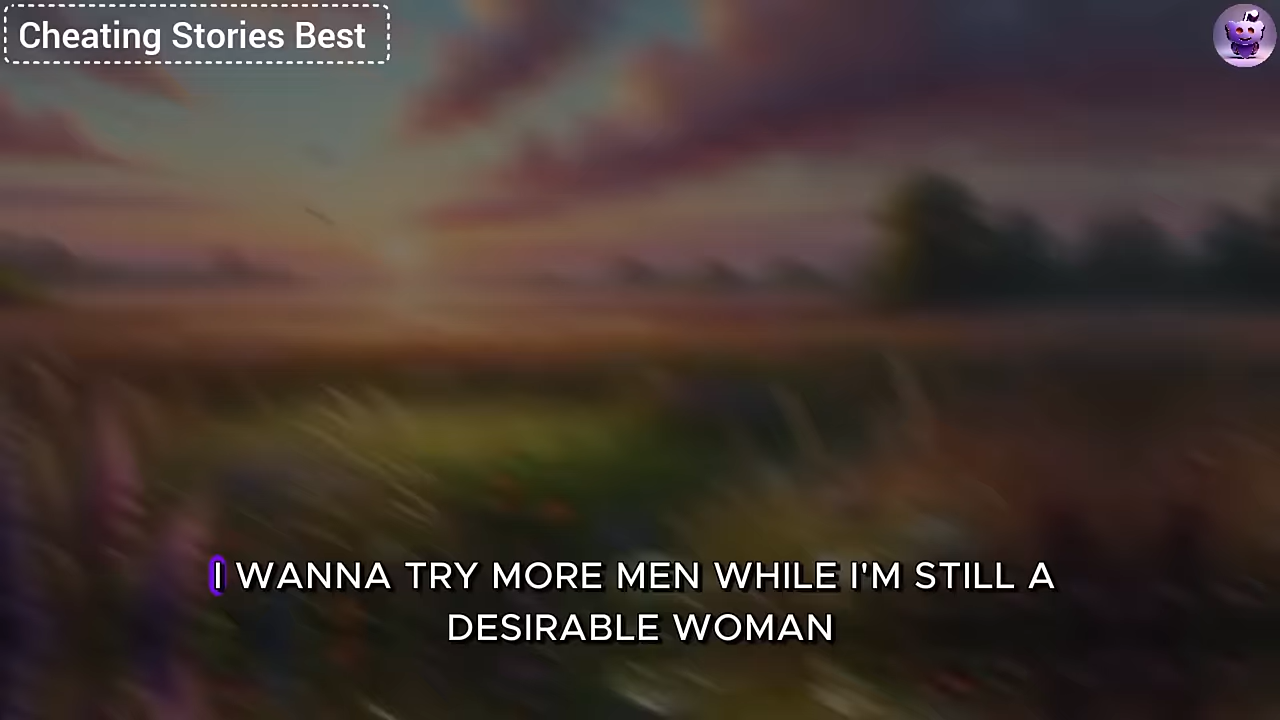 Cheating Stories Best
I WANNA TRY MORE MEN WHILE I'M STILL A
DESIRABLE WOMAN